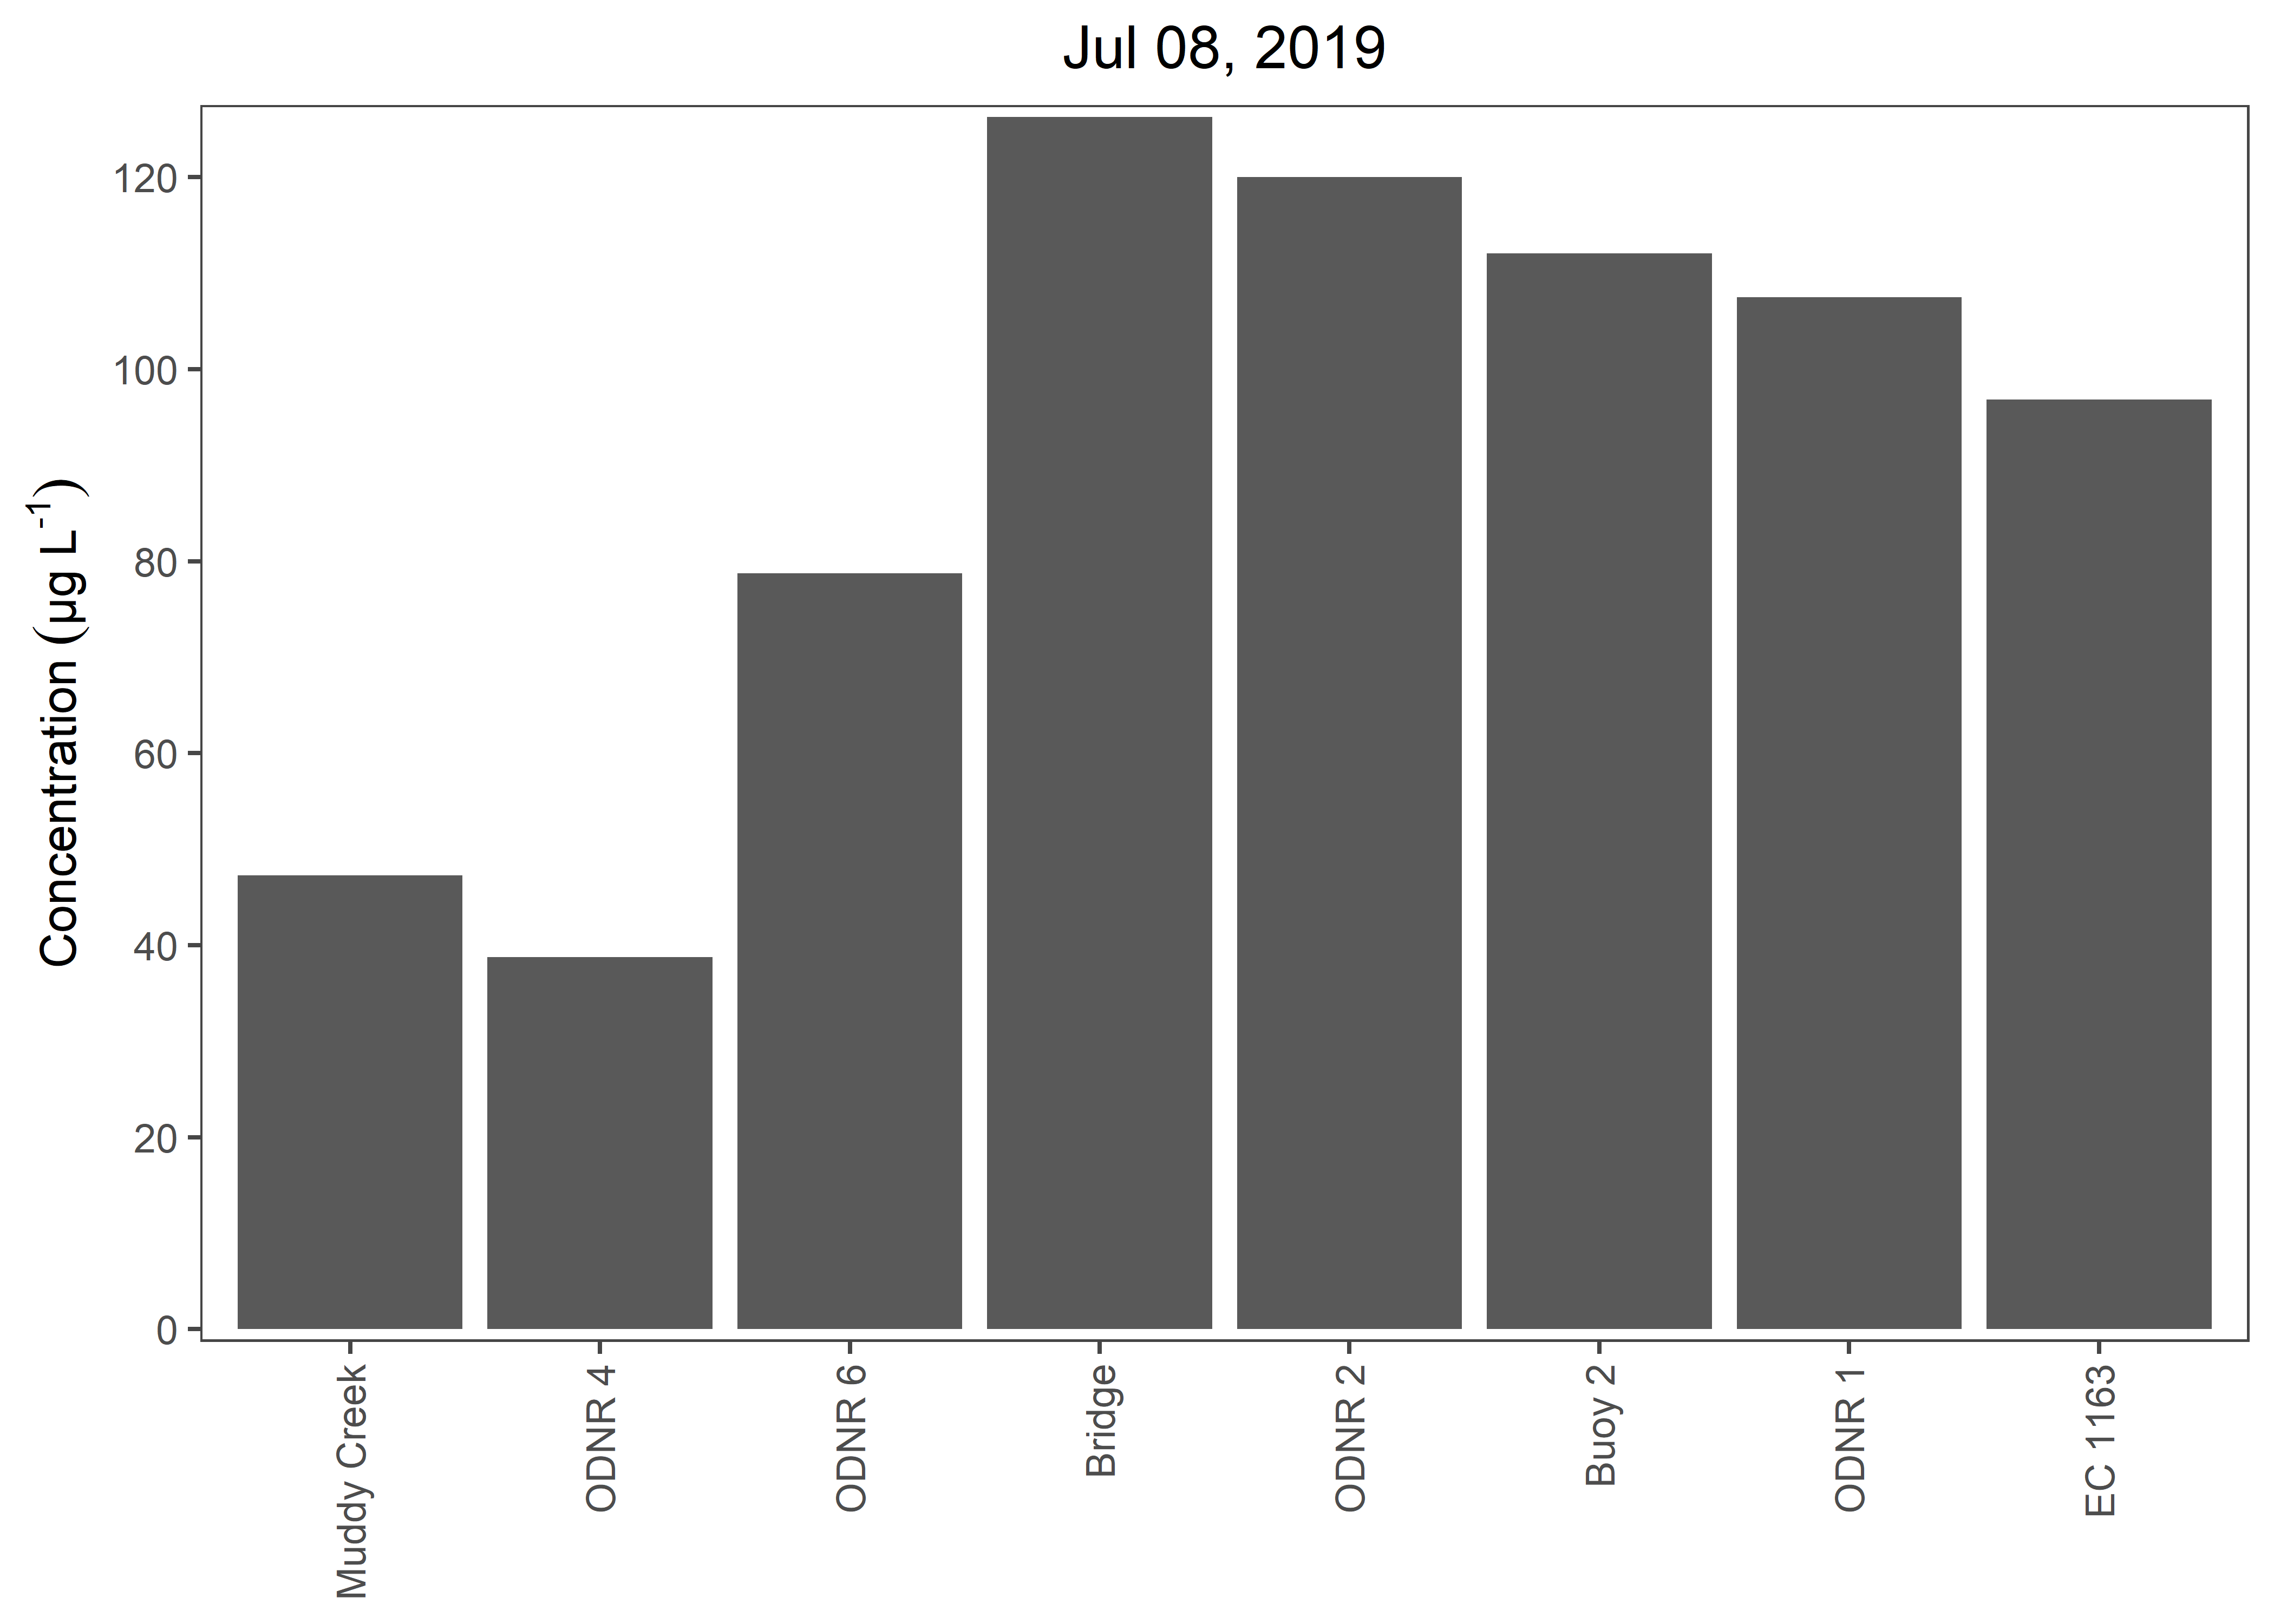 Jul 08, 2019
Concentration (µg L⁻¹)
120
100
80
60
40
20
0
Muddy Creek
ODNR 4
ODNR 6
Bridge
ODNR 2
Buoy 2
ODNR 1
EC 1163